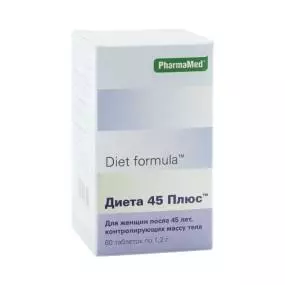 PharmaMed®
Diet formula™
Диета 45 Плюс™
Для женщин после 45 лет,
контролирующих массу тела
60 таблеток по 1,2 г